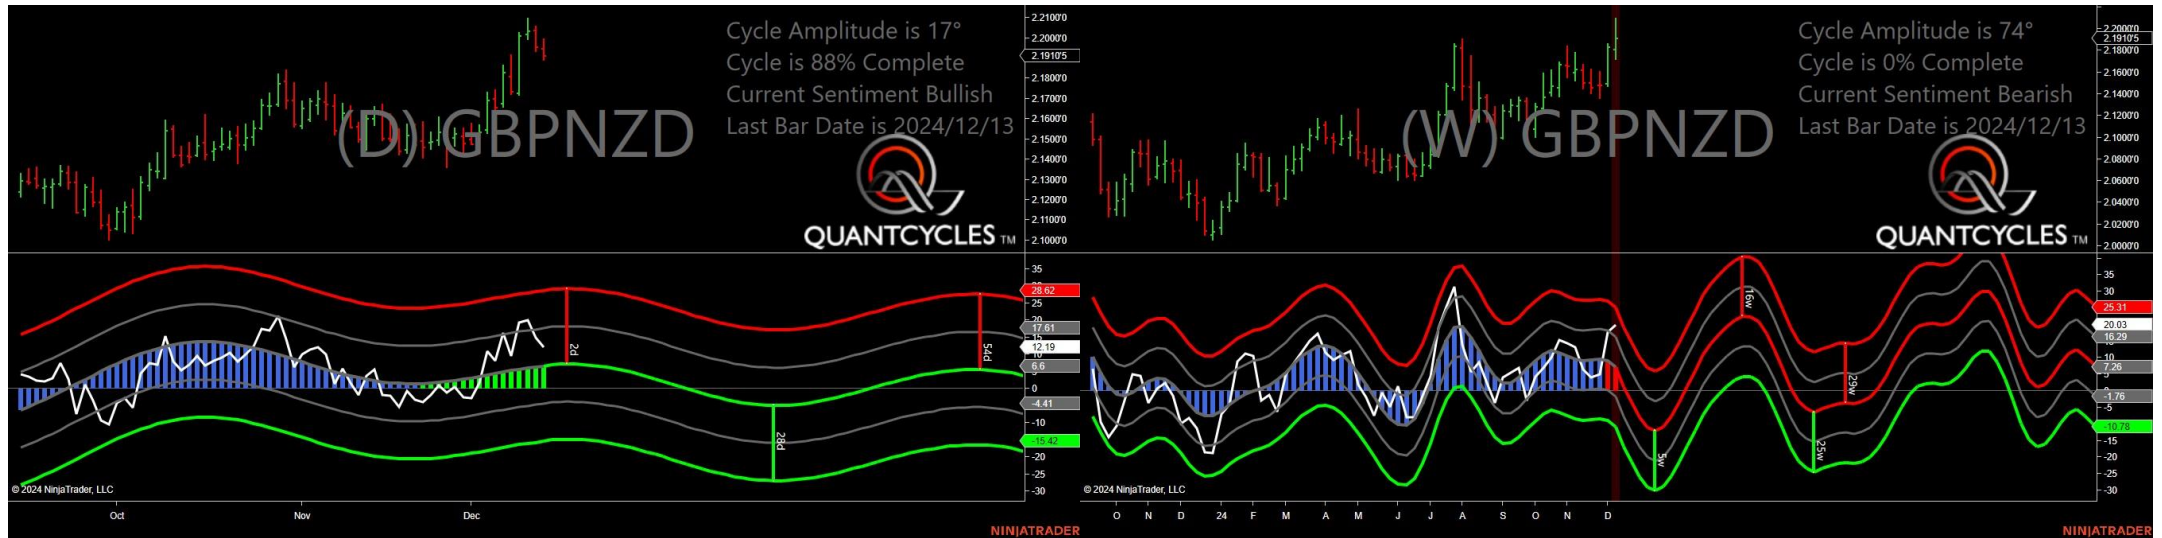 Cycle Amplitude is 17°
Cycle is 88% Complete
Current Sentiment Bullish
Last Bar Date is 2024/12/13
(D) GBPNZD
QUANTCYCLES TM
2.2100'0
2.2000'0
2.1910'5
2.1800'0
2.1700'0
2.1600'0
2.1500'0
2.1400'0
2.1300'0
2.1200'0
2.1100'0
2.1000'0
35
28.62
25
20
17.61
12.19
10
6.6
5
0
-4.41
-10
-15.42
-20
-25
-30
2d
28d
54d
© 2024 NinjaTrader, LLC
Oct
Nov
Dec
NINJATRADER
Cycle Amplitude is 74°
Cycle is 0% Complete
Current Sentiment Bearish
Last Bar Date is 2024/12/13
(W) GBPNZD
QUANTCYCLES TM
2.2000'0
2.1910'5
2.1800'0
2.1600'0
2.1400'0
2.1200'0
2.1000'0
2.0800'0
2.0600'0
2.0400'0
2.0200'0
2.0000'0
35
30
25.31
20.03
16.29
10
7.26
5
0
-1.76
-5
-10.78
-15
-20
-25
-30
5w
16w
25w
29w
© 2024 NinjaTrader, LLC
O
N
D
24
F
M
A
M
J
J
A
S
O
N
D
NINJATRADER